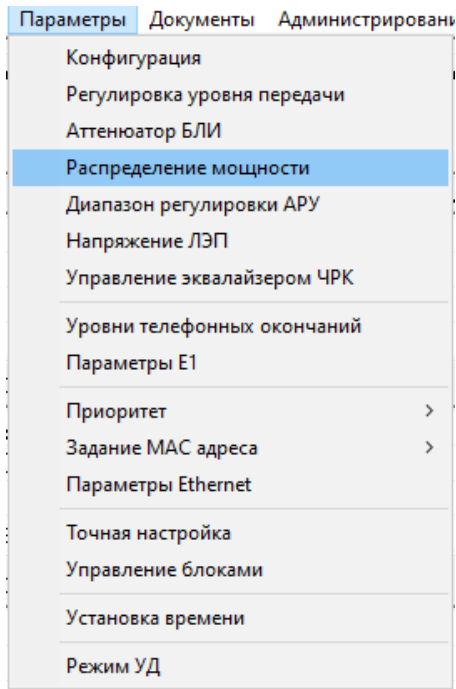 Параметры Документы Администрировани
Конфигурация
Регулировка уровня передачи
Аттенюатор БЛИ
Распределение мощности
Диапазон регулировки АРУ
Напряжение ЛЭП
Управление эквалайзером ЧРК
Уровни телефонных окончаний
Параметры Е1
Приоритет
Задание МАС адреса
Параметры Ethernet
Точная настройка
Управление блоками
Установка времени
Режим УД